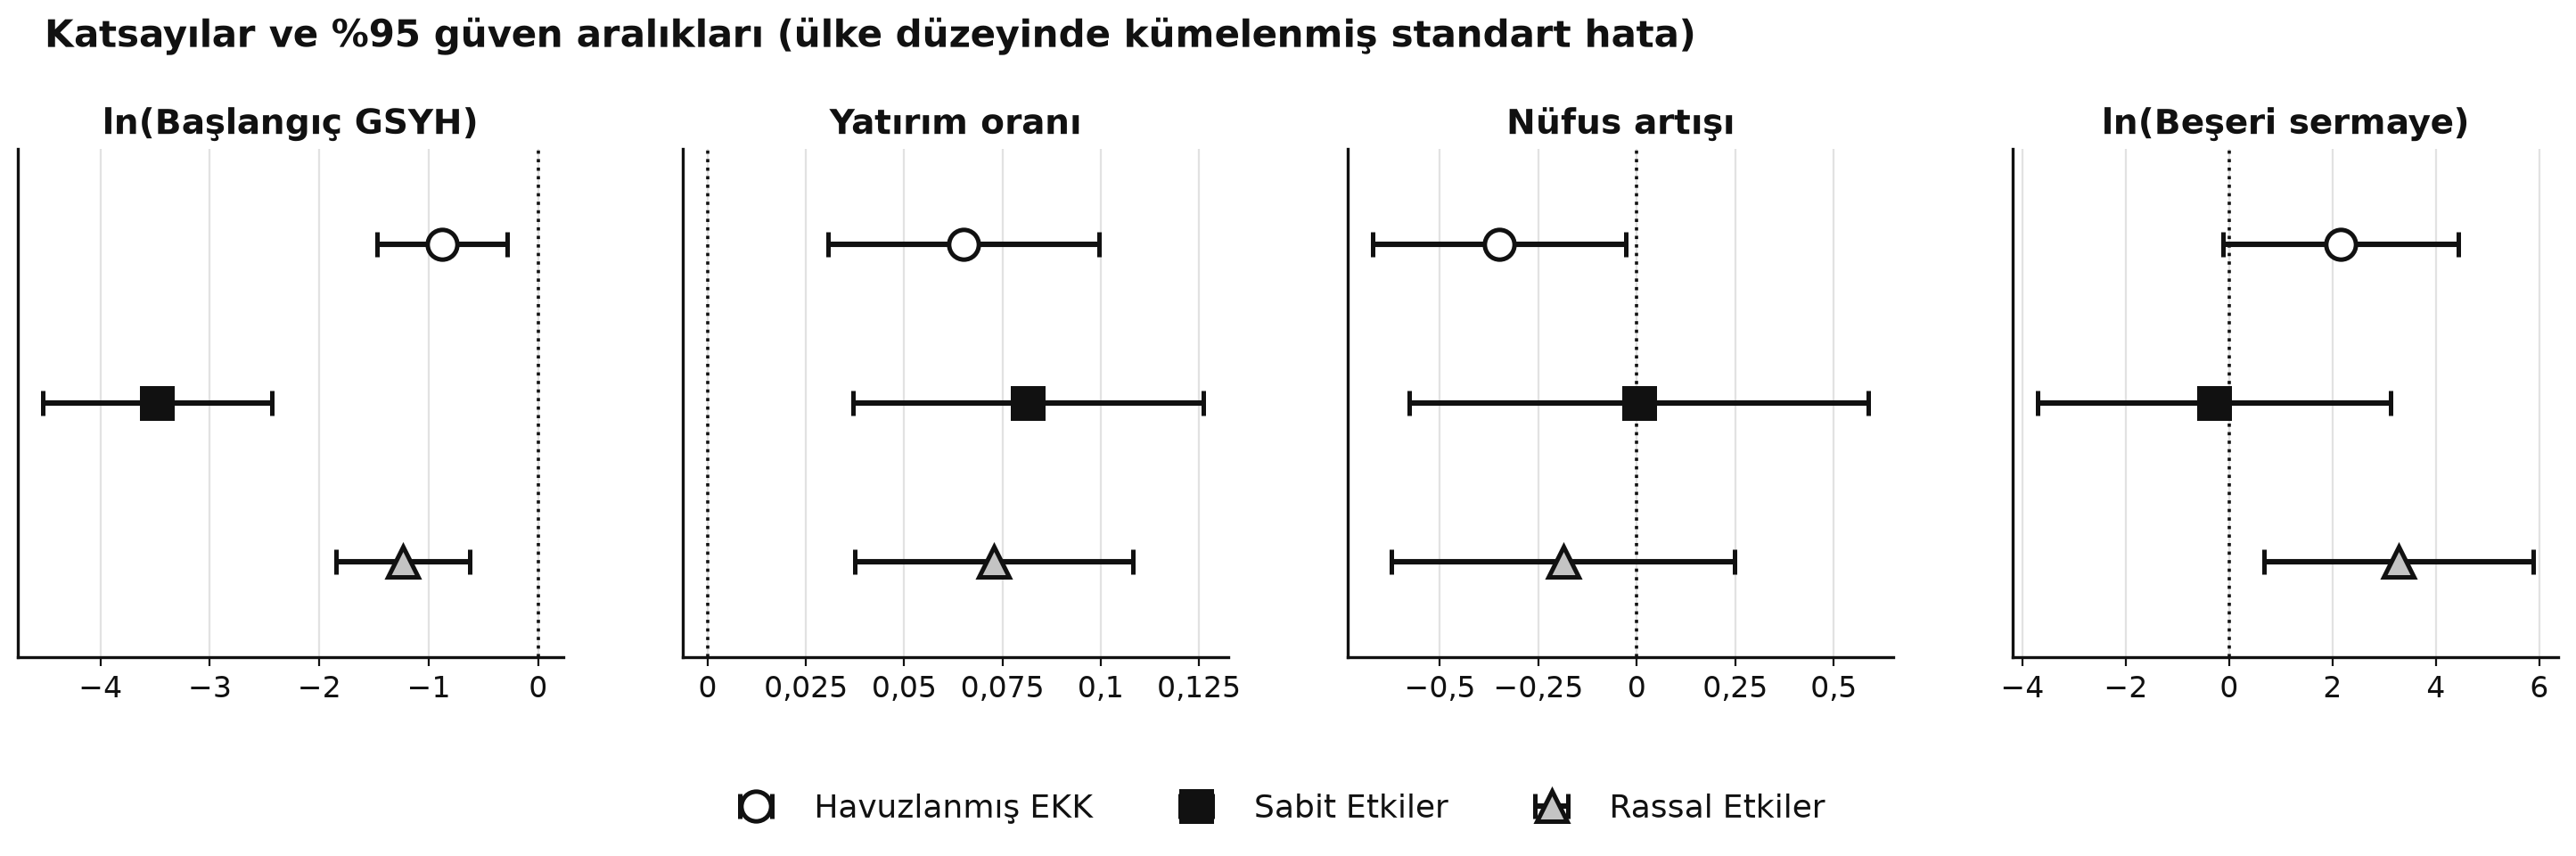 Katsayılar ve %95 güven aralıkları (ülke düzeyinde kümelenmiş standart hata)
ln(Başlangıç GSYH)
−4 −3 −2 −1 0
Yatırım oranı
0 0,025 0,05 0,075 0,1 0,125
Nüfus artışı
−0,5 −0,25 0 0,25 0,5
ln(Beşeri sermaye)
−4 −2 0 2 4 6
Havuzlanmış EKK Sabit Etkiler Rassal Etkiler